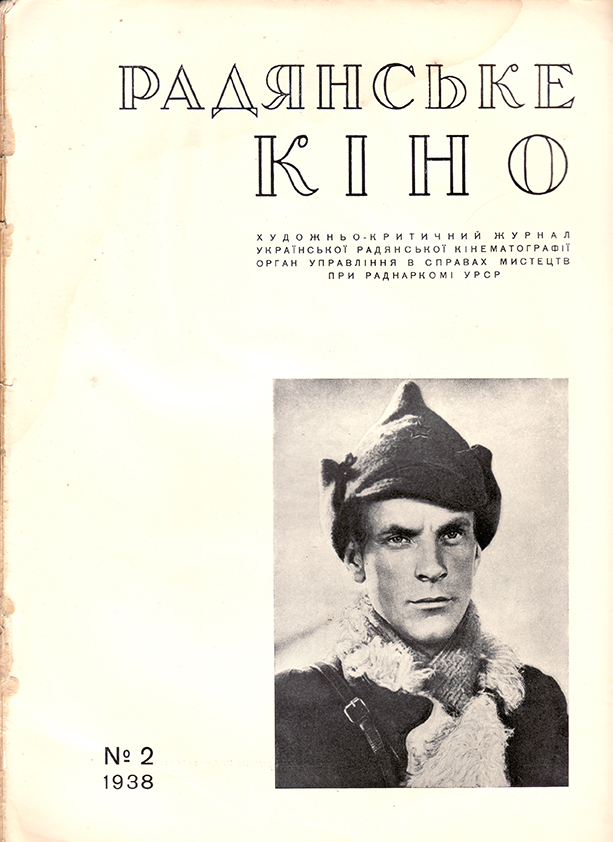 РАДЯНСЬКЕ
КІНО
ХУДОЖНЬО-КРИТИЧНИЙ ЖУРНАЛ
УКРАЇНСЬКОЇ РАДЯНСЬКОЇ КІНЕМАТОГРАФІЇ
ОРГАН УПРАВЛІННЯ В СПРАВАХ МИСТЕЦТВ
ПРИ РАДНАРКОМІ УРСР
№ 2
1938